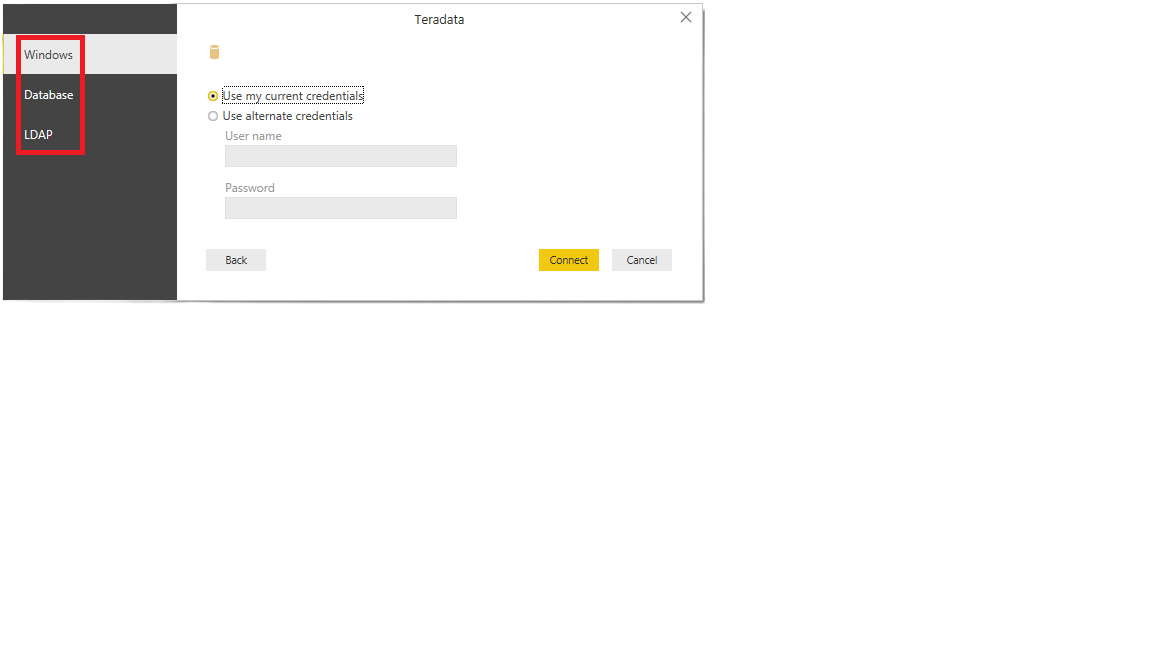 Teradata
Windows
Database
LDAP
Use my current credentials
Use alternate credentials
User name
Password
Back
Connect
Cancel